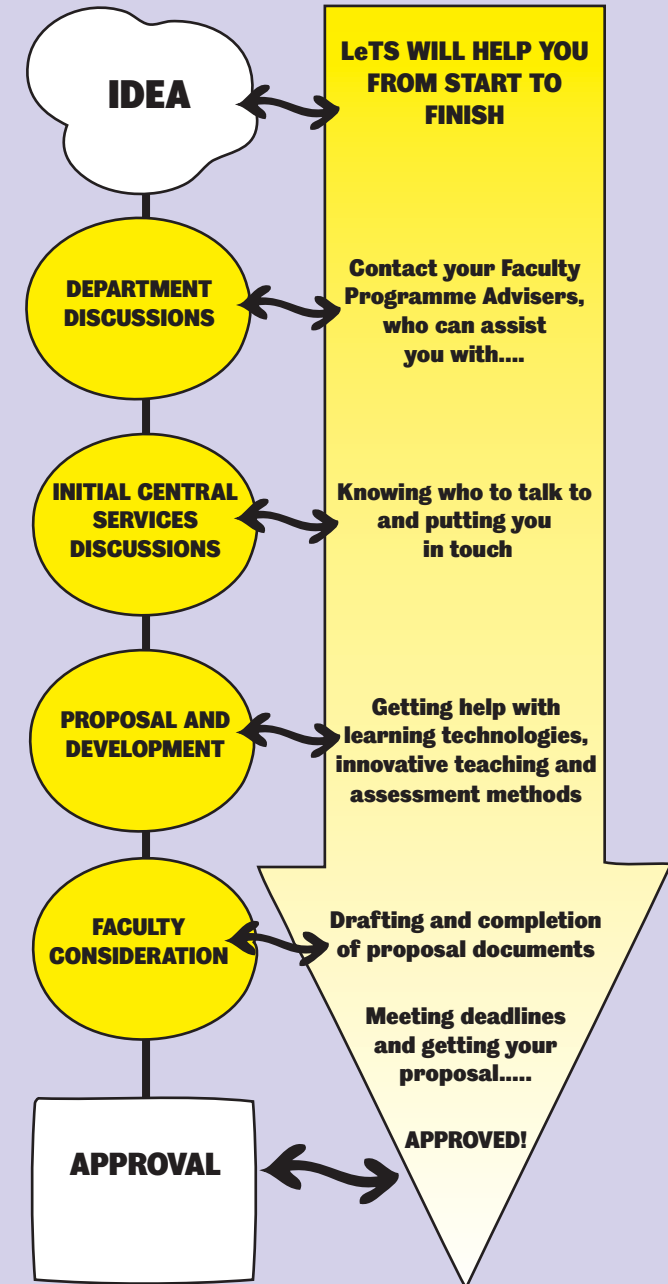 IDEA
LeTS WILL HELP YOU
FROM START TO
FINISH
DEPARTMENT
DISCUSSIONS
Contact your Faculty
Programme Advisers,
who can assist
you with....
INITIAL CENTRAL
SERVICES
DISCUSSIONS
Knowing who to talk to
and putting you
in touch
PROPOSAL AND
DEVELOPMENT
Getting help with
learning technologies,
innovative teaching and
assessment methods
FACULTY
CONSIDERATION
Drafting and completion
of proposal documents
Meeting deadlines
and getting your
proposal.....
APPROVAL
APPROVED!